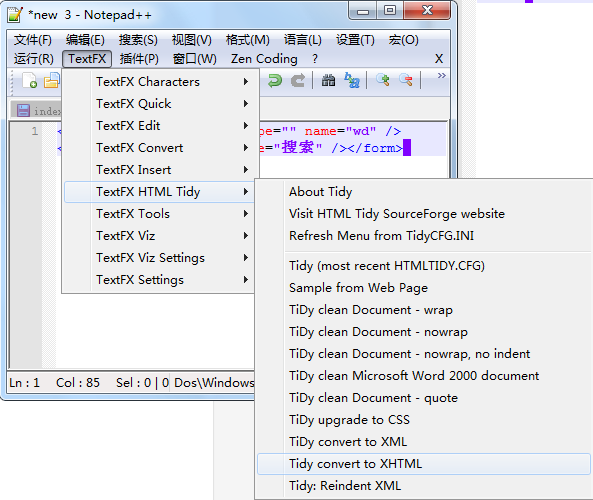 *new 3 - Notepad++
文件(F) 编辑(E) 搜索(S) 视图(V) 格式(M) 语言(L) 设置(T) 宏(O)
运行(R) TextFX 插件(P) 窗口(W) Zen Coding ? X
index
TextFX Characters
TextFX Quick
TextFX Edit
TextFX Convert
TextFX Insert
TextFX HTML Tidy
TextFX Tools
TextFX Viz
TextFX Viz Settings
TextFX Settings
1 < pe="" name="wd" />
< e="搜索" /></form>
About Tidy
Visit HTML Tidy SourceForge website
Refresh Menu from TidyCFG.INI
Tidy (most recent HTMLTIDY.CFG)
Sample from Web Page
TiDy clean Document - wrap
TiDy clean Document - nowrap
TiDy clean Document - nowrap, no indent
TiDy clean Microsoft Word 2000 document
TiDy clean Document - quote
TiDy upgrade to CSS
TiDy convert to XML
Tidy convert to XHTML
Tidy: Reindent XML
Ln : 1 Col : 85 Sel : 0 | 0 Dos\Windows